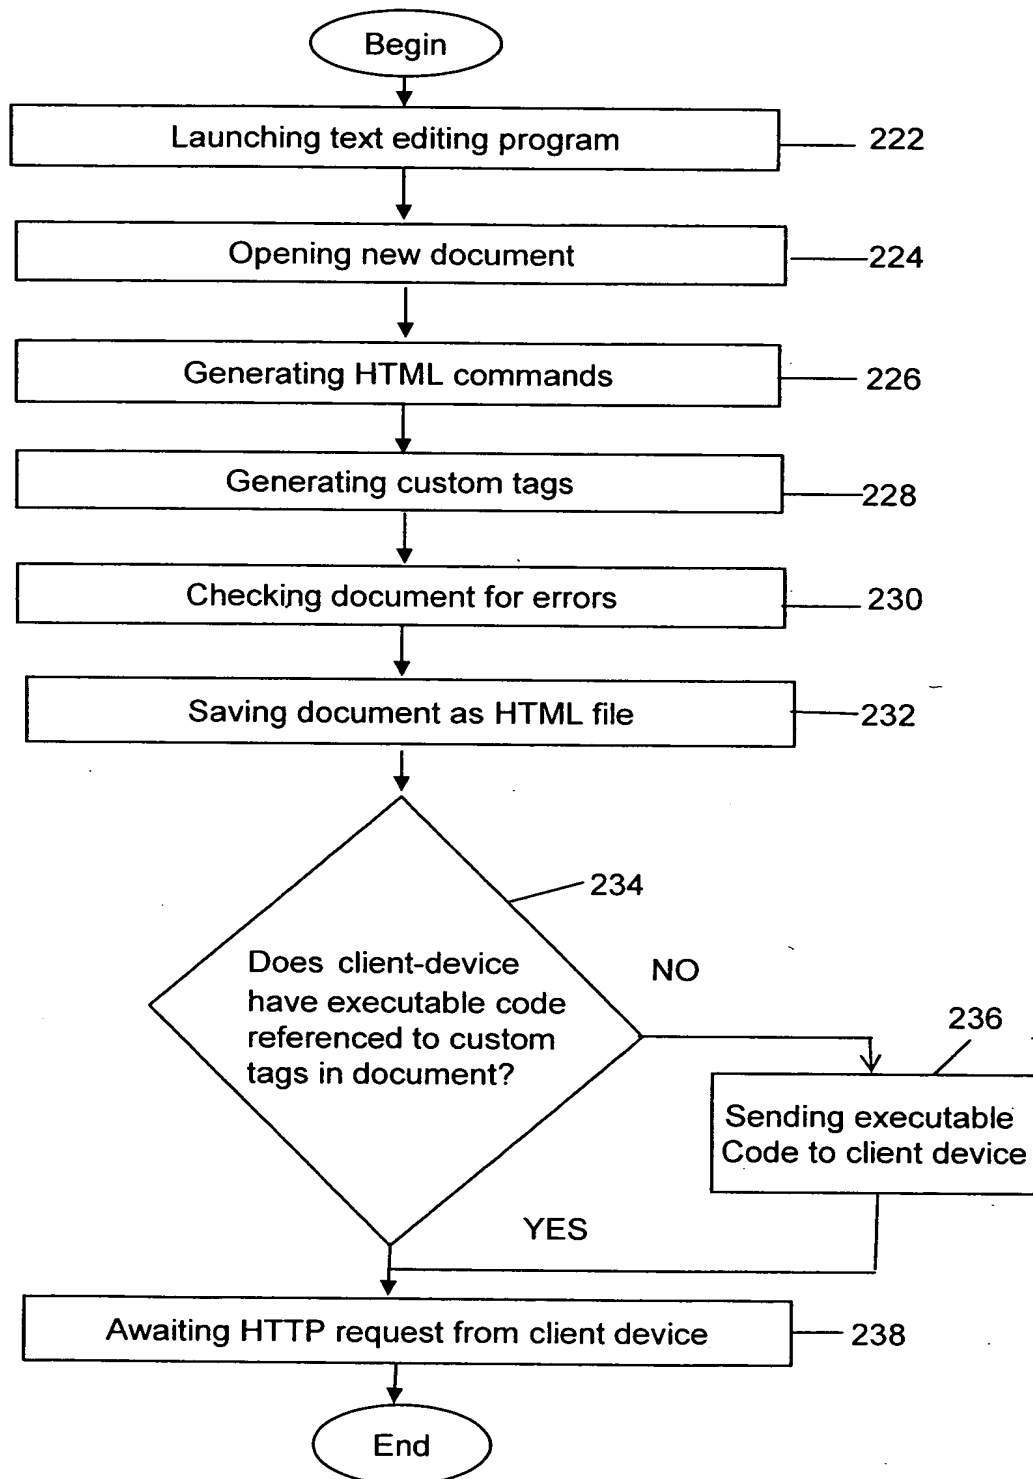 Begin
Launching text editing program
222
Opening new document
224
Generating HTML commands
226
Generating custom tags
228
Checking document for errors
230
Saving document as HTML file
232
234
Does client-device
have executable code
referenced to custom
tags in document?
NO
236
Sending executable
Code to client device
YES
Awaiting HTTP request from client device
238
End